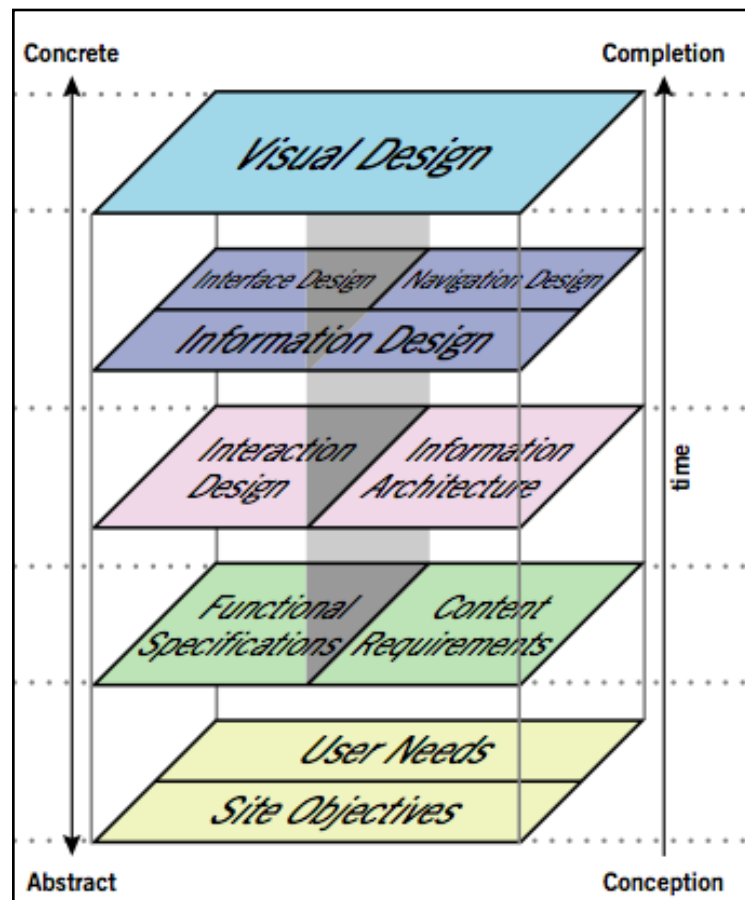 Concrete
Completion
Visual Design
Interface Design
Navigation Design
Information Design
Interaction
Design
Information
Architecture
time
Functional
Specifications
Content
Requirements
User Needs
Site Objectives
Abstract
Conception